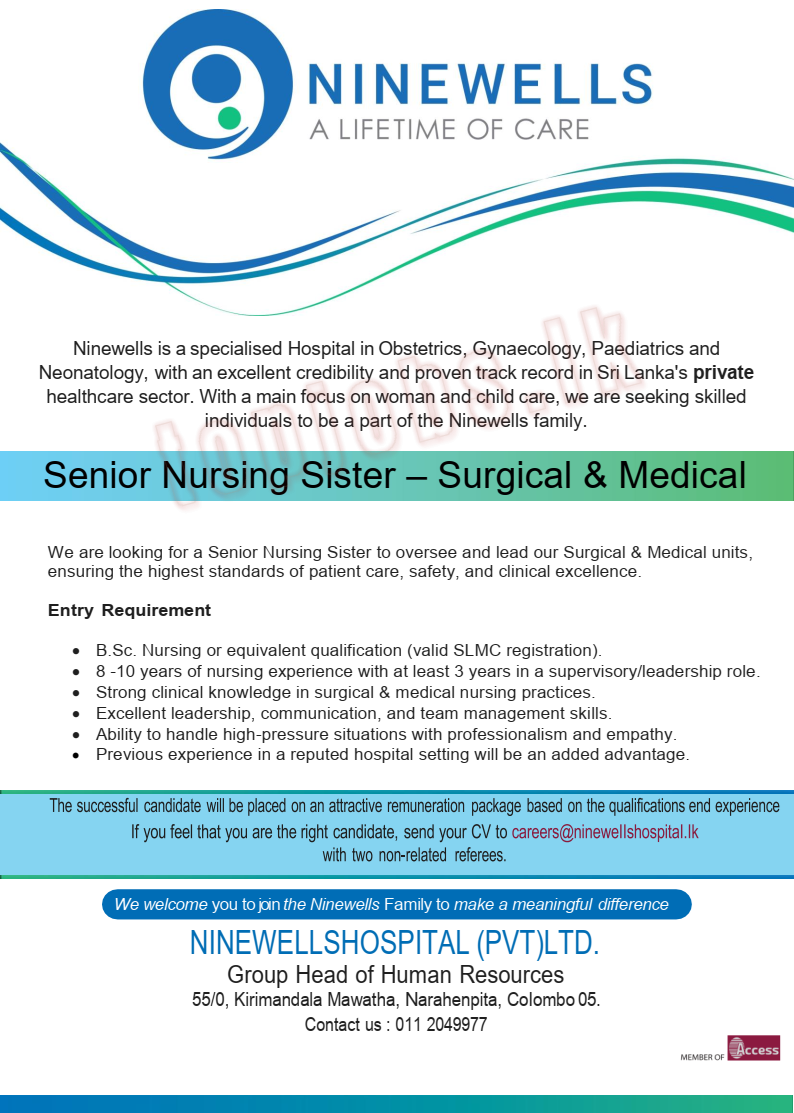 NINEWELLS
A LIFETIME OF CARE
Ninewells is a specialised Hospital in Obstetrics, Gynaecology, Paediatrics and
Neonatology, with an excellent credibility and proven track record in Sri Lanka's private
healthcare sector. With a main focus on woman and child care, we are seeking skilled
individuals to be a part of the Ninewells family.
topjobs.lk
Senior Nursing Sister – Surgical & Medical
We are looking for a Senior Nursing Sister to oversee and lead our Surgical & Medical units,
ensuring the highest standards of patient care, safety, and clinical excellence.
Entry Requirement
• B.Sc. Nursing or equivalent qualification (valid SLMC registration).
• 8 -10 years of nursing experience with at least 3 years in a supervisory/leadership role.
• Strong clinical knowledge in surgical & medical nursing practices.
• Excellent leadership, communication, and team management skills.
• Ability to handle high-pressure situations with professionalism and empathy.
• Previous experience in a reputed hospital setting will be an added advantage.
The successful candidate will be placed on an attractive remuneration package based on the qualifications end experience
If you feel that you are the right candidate, send your CV to careers@ninewellshospital.lk
with two non-related referees.
We welcome you to join the Ninewells Family to make a meaningful difference
NINEWELLSHOSPITAL (PVT)LTD.
Group Head of Human Resources
55/0, Kirimandala Mawatha, Narahenpita, Colombo 05.
Contact us : 011 2049977
MEMBER OF Access